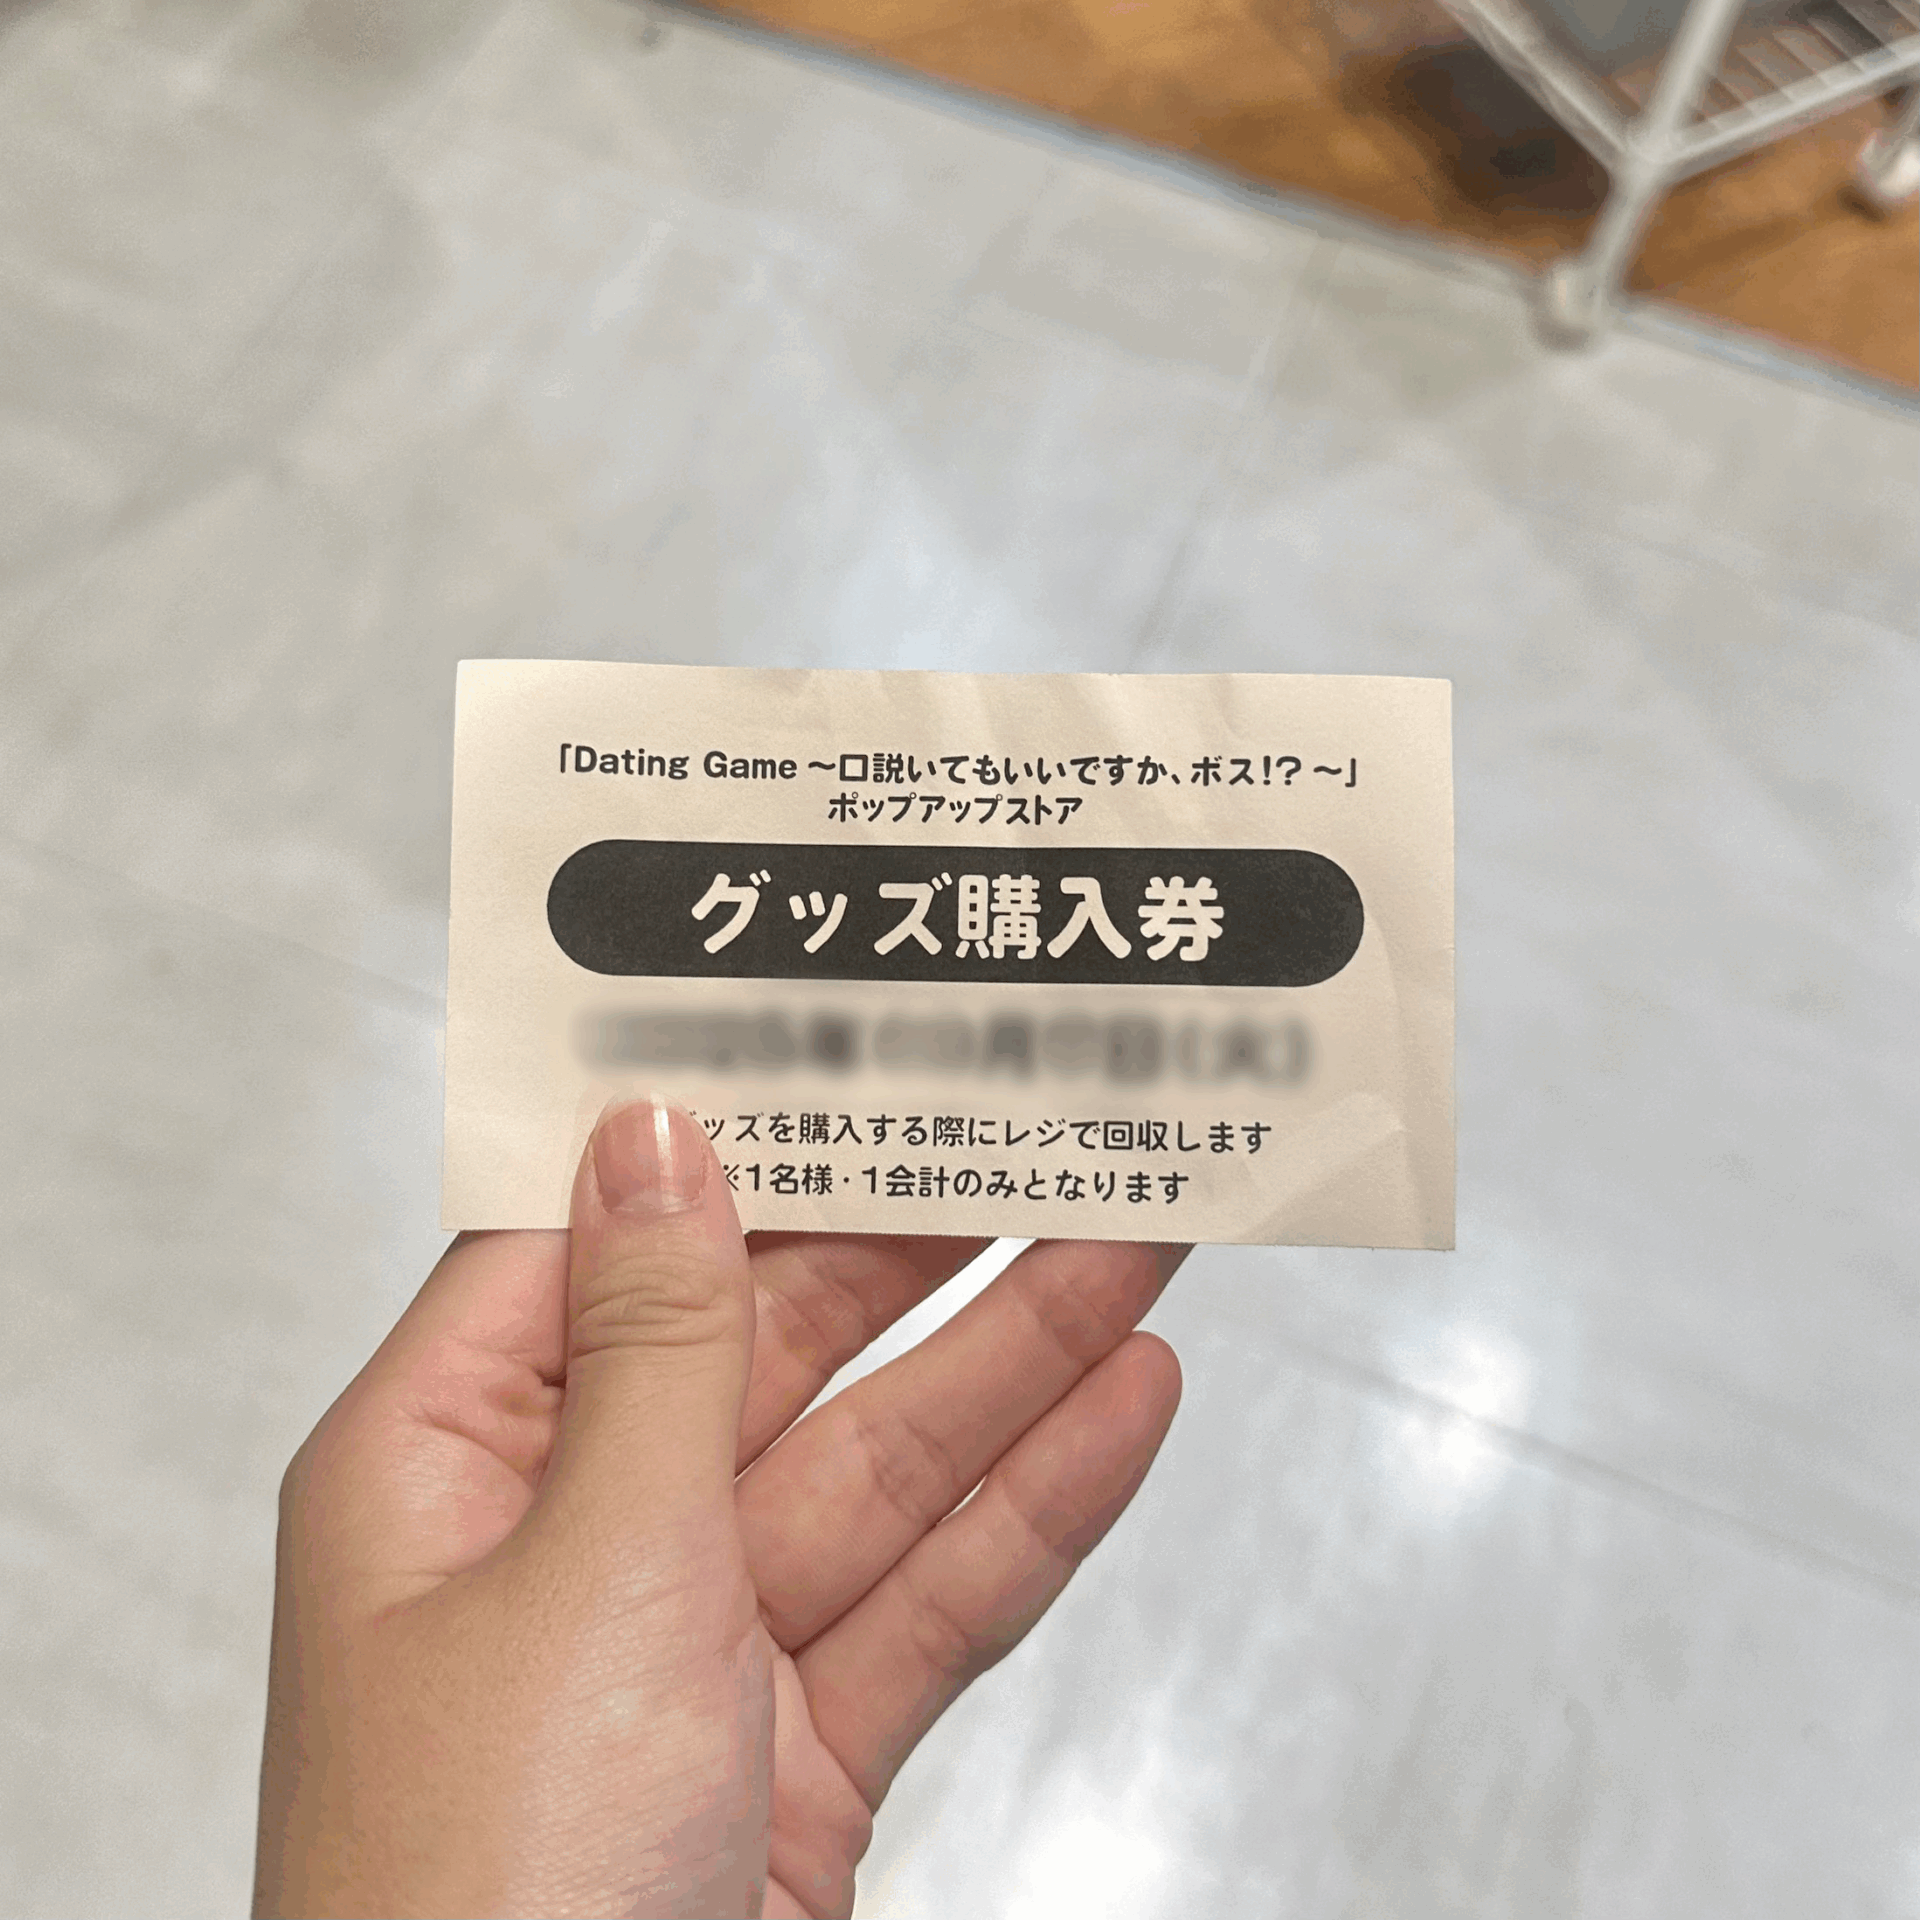 「Dating Game ～口説いてもいいですか、ボス!? ～」
ポップアップストア
グッズ購入券
ッズを購入する際にレジで回収します
※1名様・1会計のみとなります